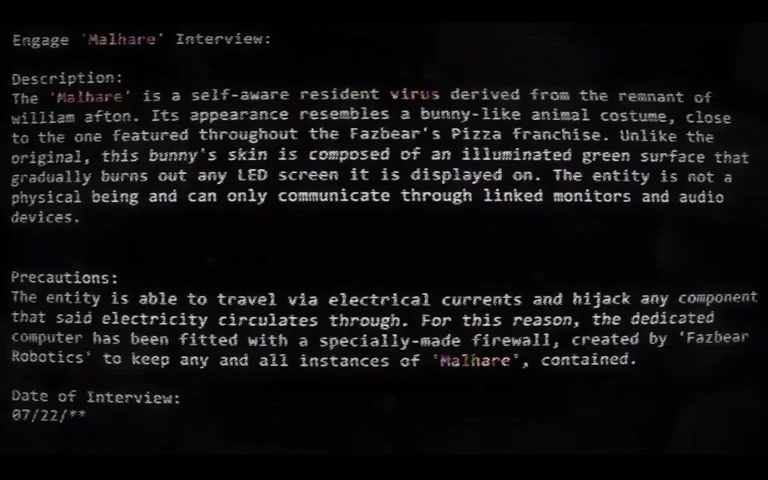 Engage 'Malhare' Interview:
Description:
The 'Malhare' is a self-aware resident virus derived from the remnant of
william afton. Its appearance resembles a bunny-like animal costume, close
to the one featured throughout the Fazbear's Pizza franchise. Unlike the
original, this bunny's skin is composed of an illuminated green surface that
gradually burns out any LED screen it is displayed on. The entity is not a
physical being and can only communicate through linked monitors and audio
devices.
Precautions:
The entity is able to travel via electrical currents and hijack any component
that said electricity circulates through. For this reason, the dedicated
computer has been fitted with a specially-made firewall, created by 'Fazbear
Robotics' to keep any and all instances of 'Malhare', contained.
Date of Interview:
07/22/**